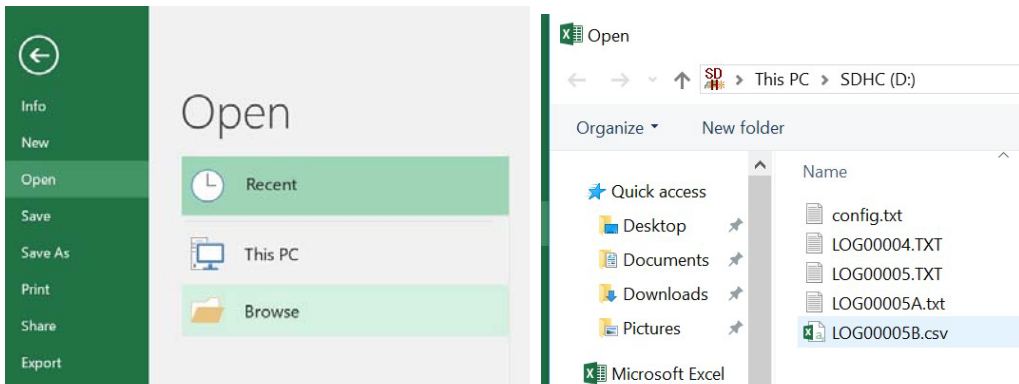 Info
New
Open
Save
Save As
Print
Share
Export
Open
Recent
This PC
Browse
Open
SD
This PC > SDHC (D:)
Organize
New folder
Quick access
Desktop
Documents
Downloads
Pictures
Microsoft Excel
Name
config.txt
LOG00004.TXT
LOG00005.TXT
LOG00005A.txt
LOG00005B.csv